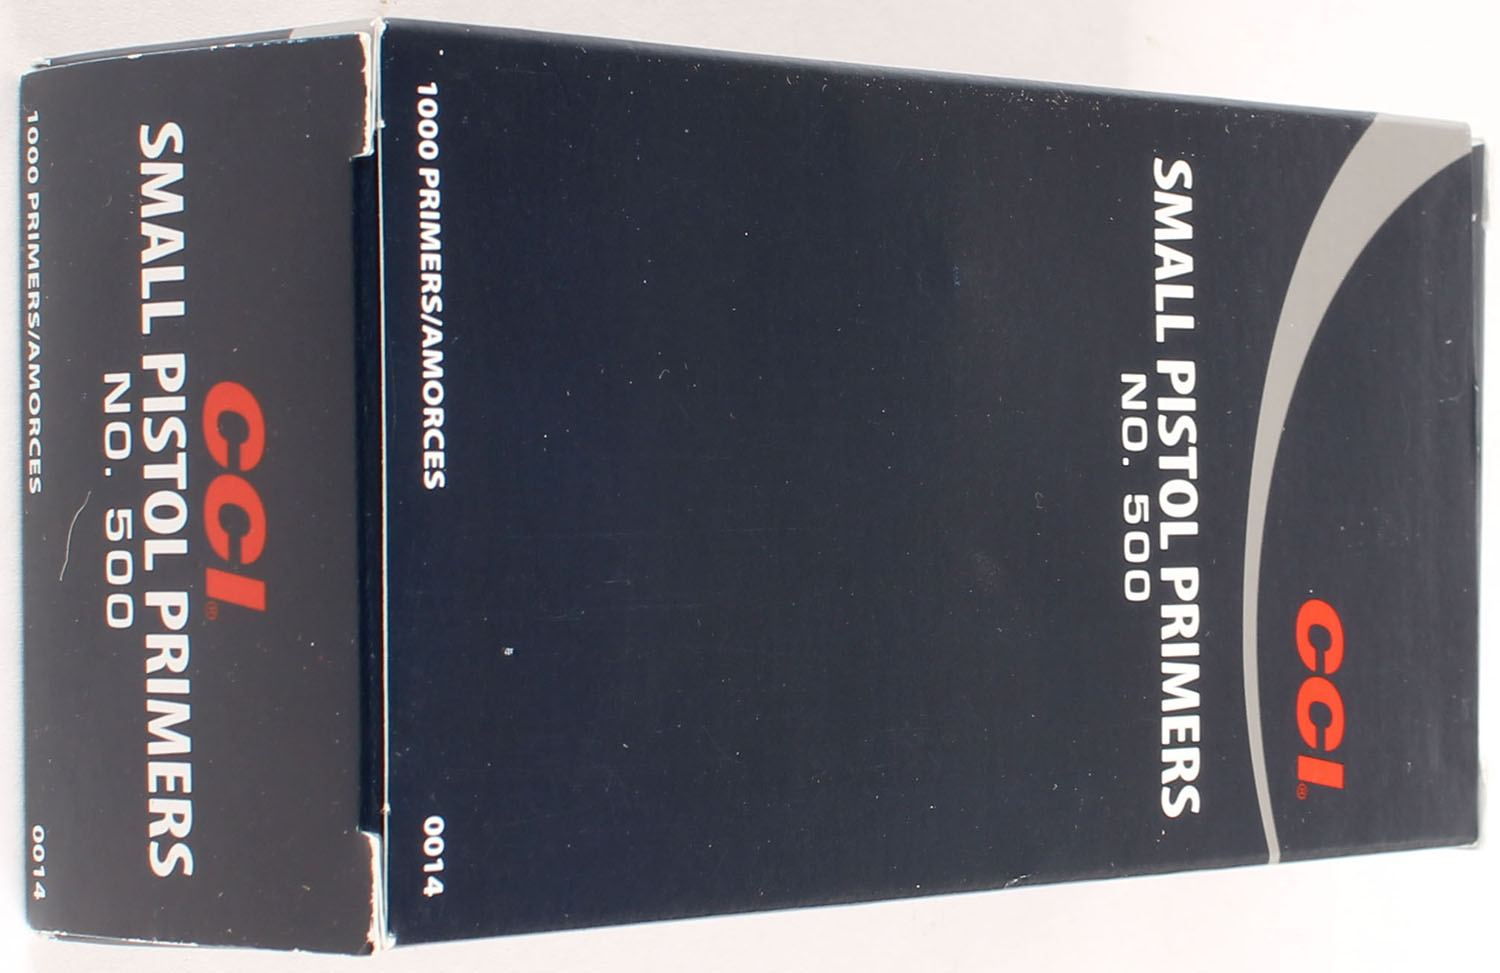 CCI®
SMALL PISTOL PRIMERS
NO. 500
1000 PRIMERS/AMORCES 0014
CCI®
SMALL PISTOL PRIMERS
NO. 500
1000 PRIMERS/AMORCES 0014